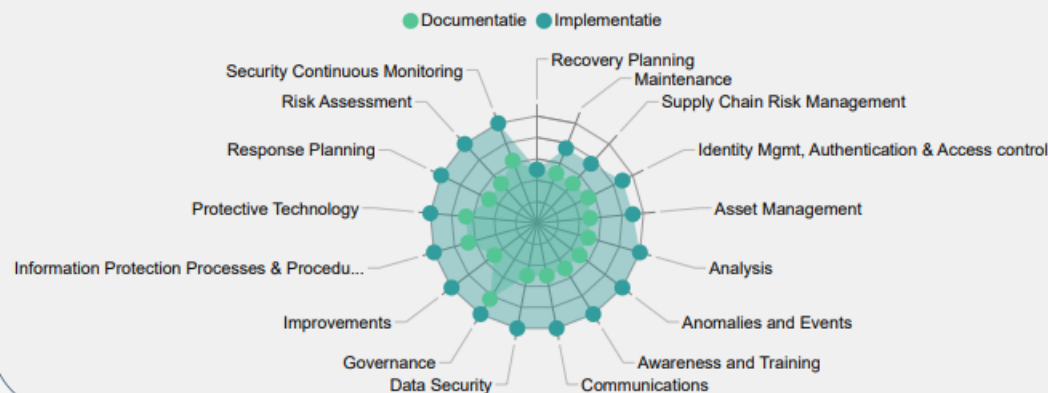 Documentatie Implementatie
Recovery Planning
Security Continuous Monitoring
Maintenance
Risk Assessment
Supply Chain Risk Management
Response Planning
Identity Mgmt, Authentication & Access control
Protective Technology
Asset Management
Information Protection Processes & Procedu...
Analysis
Improvements
Anomalies and Events
Governance
Awareness and Training
Data Security
Communications